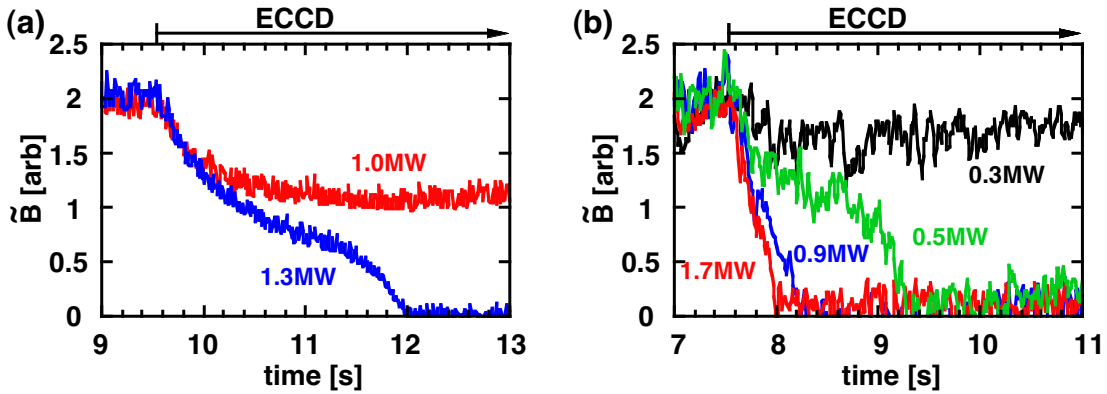 (a)
ECCD
2.5
2
1.5
1
0.5
0
B̃ [arb]
1.0MW
1.3MW
9 10 11 12 13
time [s]
(b)
ECCD
2.5
2
1.5
1
0.5
0
B̃ [arb]
0.3MW
0.5MW
0.9MW
1.7MW
7 8 9 10 11
time [s]